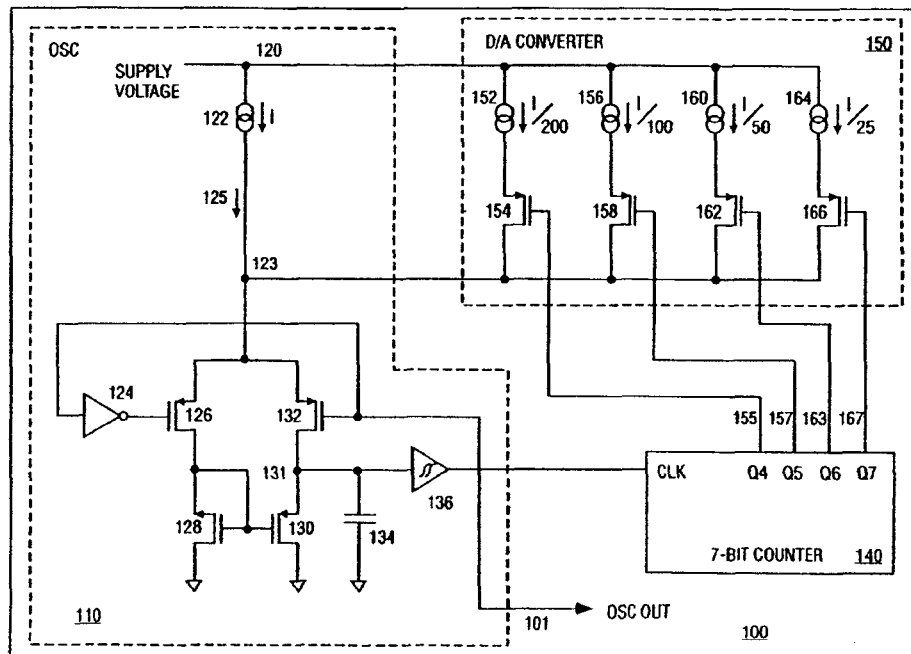 OSC
120
SUPPLY
VOLTAGE
122
I
125
123
D/A CONVERTER
150
152
I/200
156
I/100
160
I/50
164
I/25
154
158
162
166
124
126
132
131
128
130
134
136
155
157
163
167
CLK
Q4
Q5
Q6
Q7
7-BIT COUNTER
140
110
101
OSC OUT
100